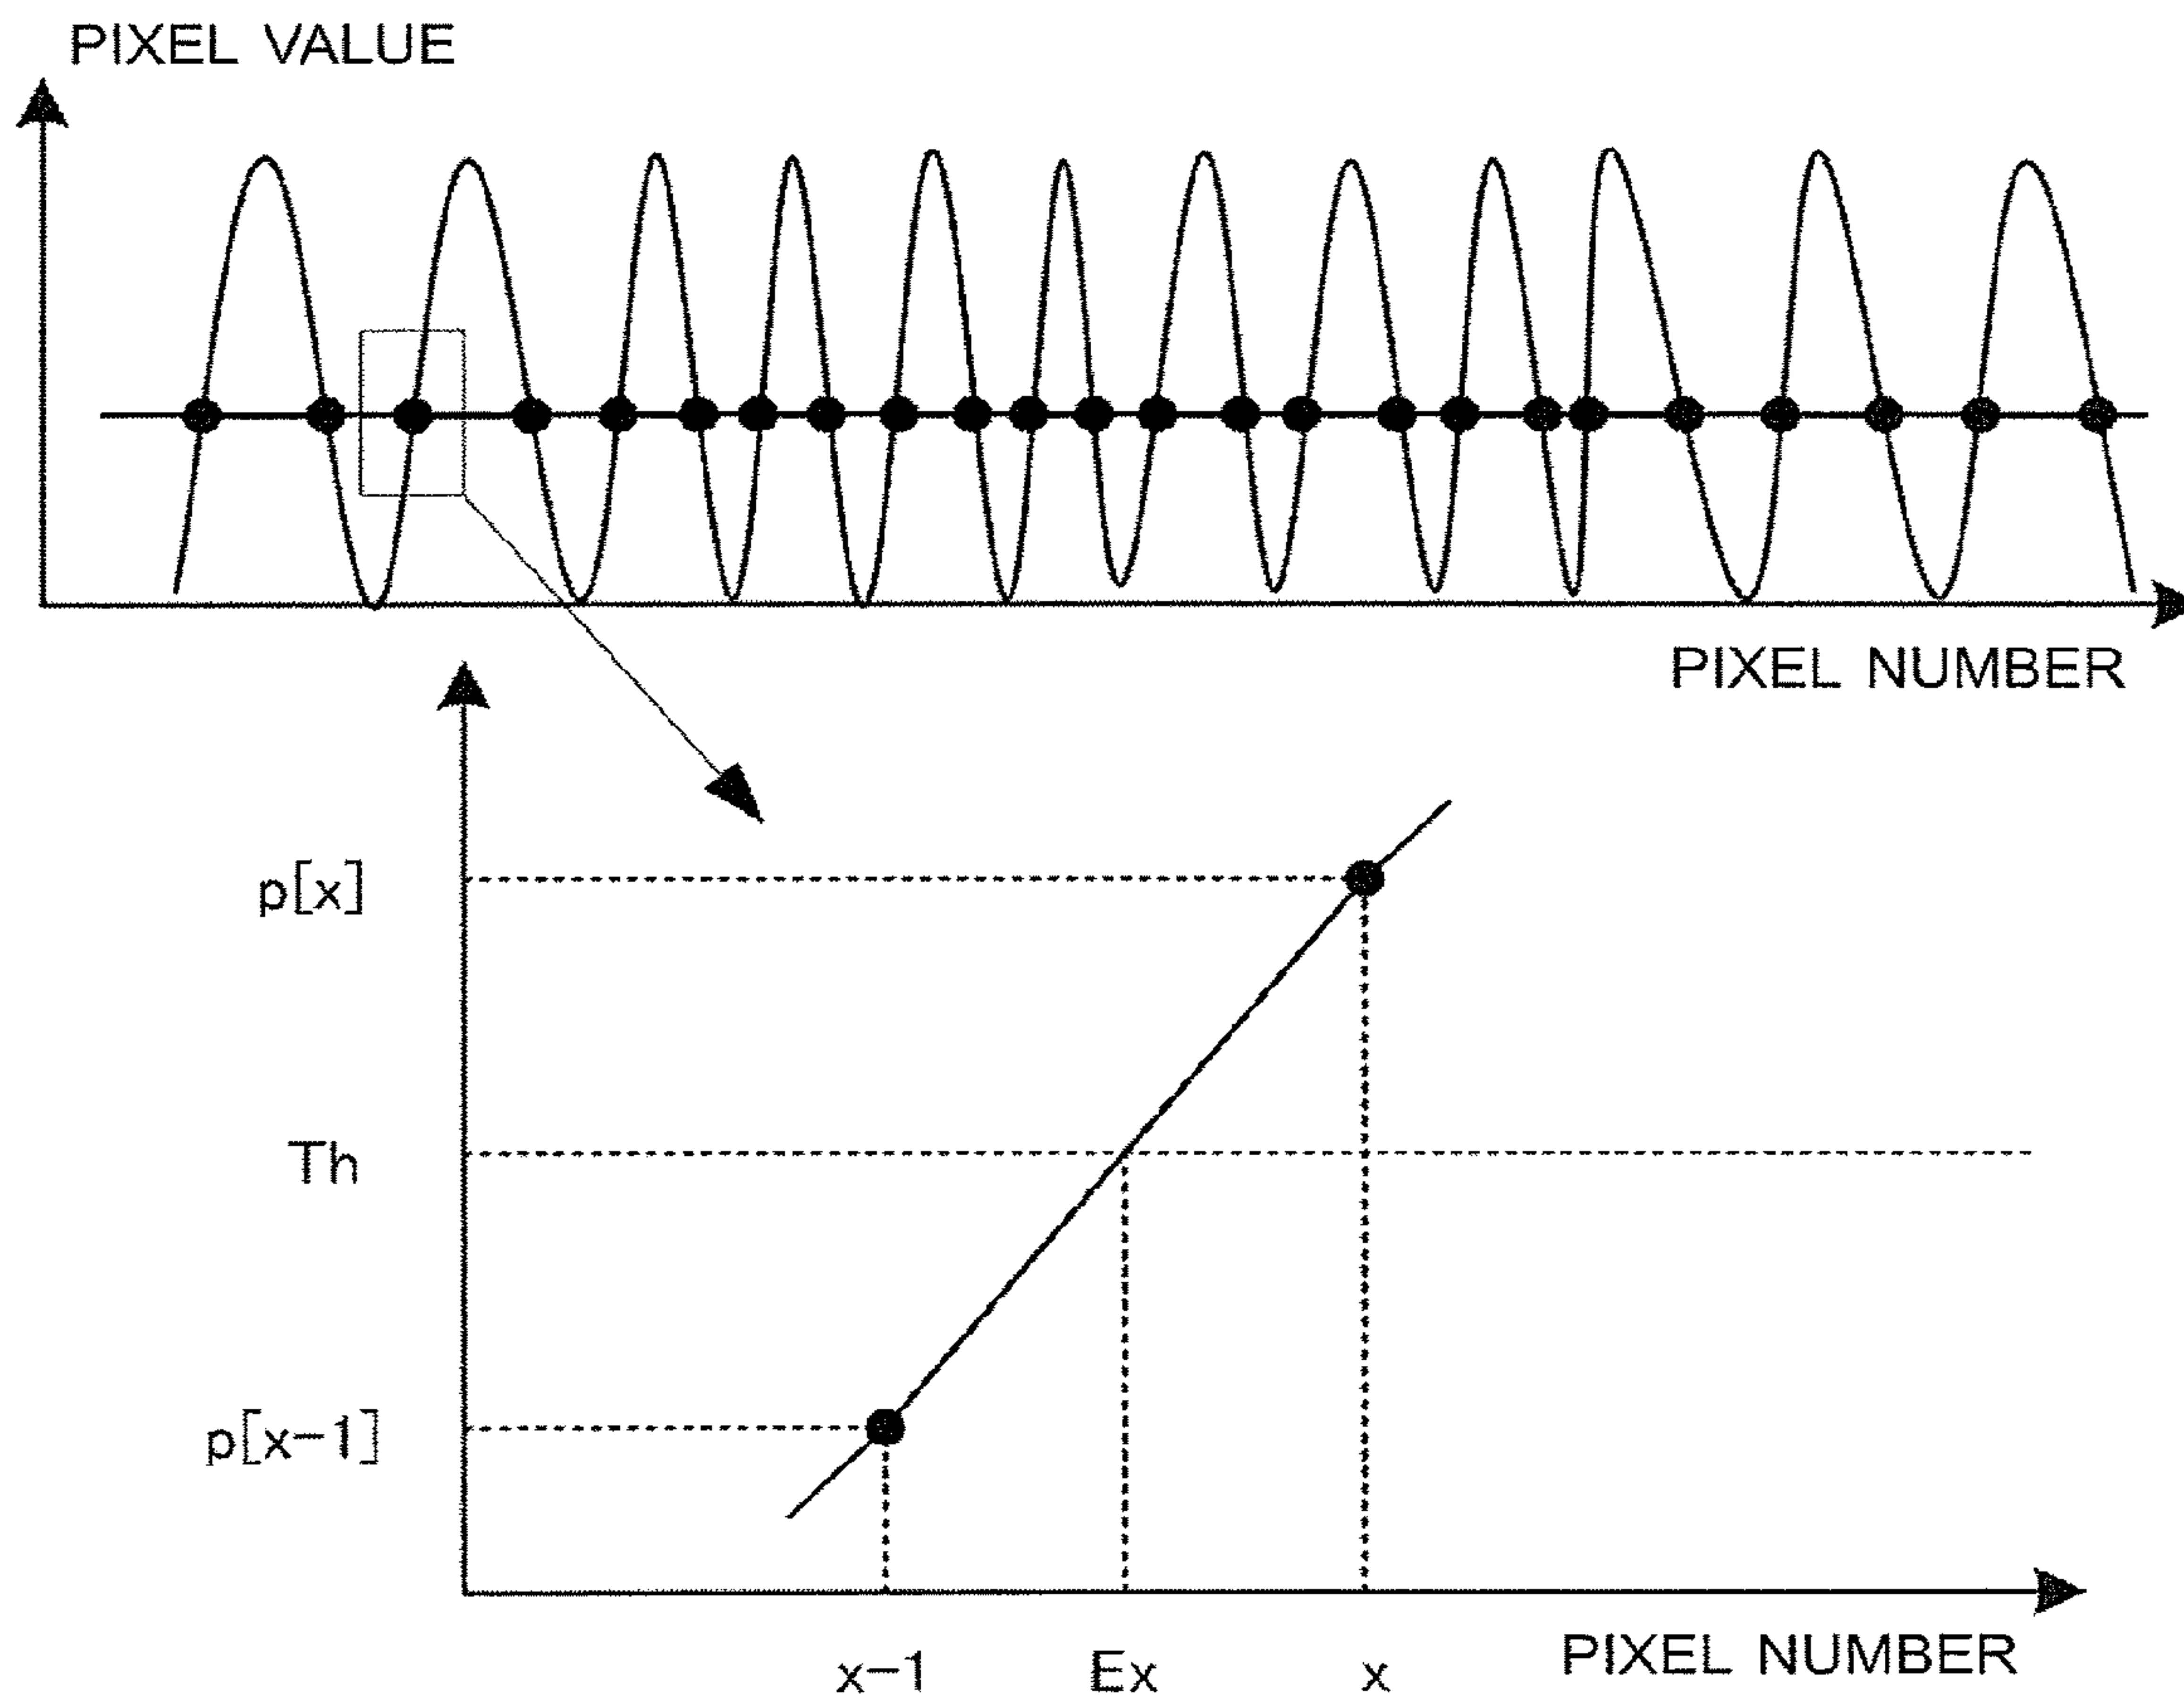 PIXEL VALUE
PIXEL NUMBER
p[x]
Th
p[x-1]
x-1
Ex
x
PIXEL NUMBER